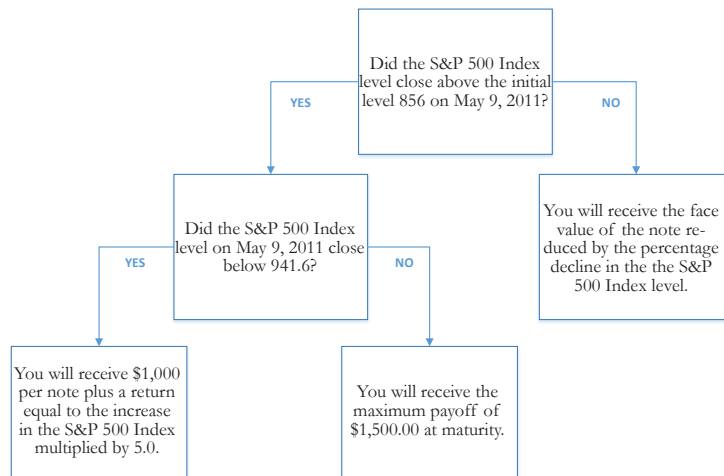 Did the S&P 500 Index
level close above the initial
level 856 on May 9, 2011?
YES
NO
Did the S&P 500 Index
level on May 9, 2011 close
below 941.6?
You will receive the face
value of the note re-
duced by the percentage
decline in the the S&P
500 Index level.
YES
NO
You will receive $1,000
per note plus a return
equal to the increase
in the S&P 500 Index
multiplied by 5.0.
You will receive the
maximum payoff of
$1,500.00 at maturity.